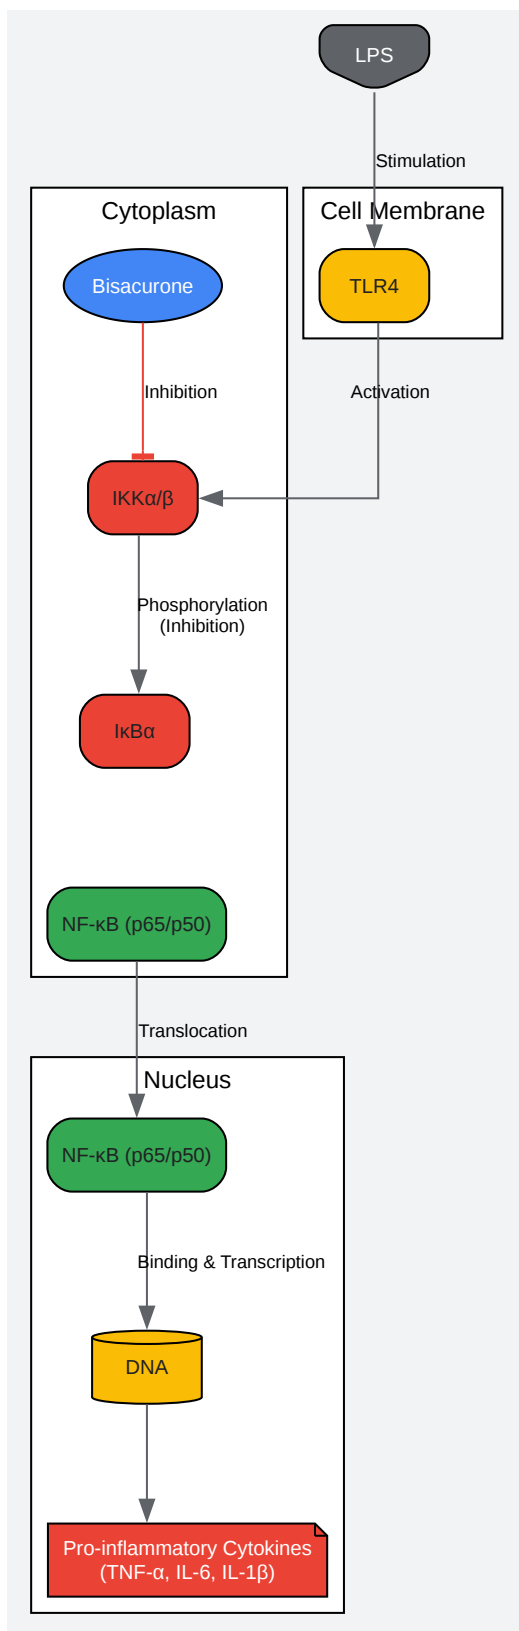 LPS
Stimulation
Cytoplasm
Cell Membrane
Bisacurone
TLR4
Inhibition
Activation
IKKα/β
Phosphorylation
(Inhibition)
IκBα
NF-κB (p65/p50)
Translocation
Nucleus
NF-κB (p65/p50)
Binding & Transcription
DNA
Pro-inflammatory Cytokines
(TNF-α, IL-6, IL-1β)